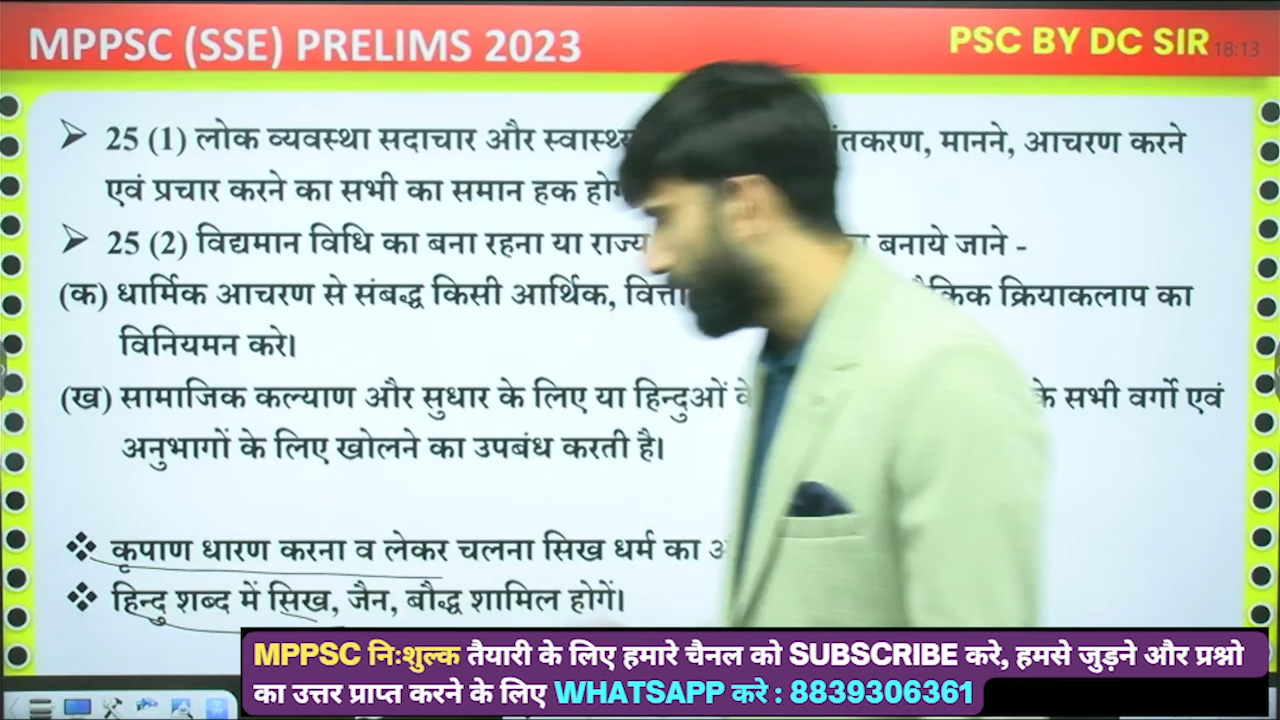 MPPSC (SSE) PRELIMS 2023
PSC BY DC SIR
18:13
25 (1) लोक व्यवस्था सदाचार और मानने, आचरण करने
एवं प्रचार करने का सभी का समान हक
25 (2) विद्यमान विधि का बना रहना या राज्य बनाये जाने -
(क) धार्मिक आचरण से संबद्ध किसी आर्थिक, क्रियाकलाप का
विनियमन करे।
(ख) सामाजिक कल्याण और सुधार के लिए या हिन्दुओं के सभी वर्गो एवं
अनुभागों के लिए खोलने का उपबंध करती है।
कृपाण धारण करना व लेकर चलना सिख धर्म का
हिन्दु शब्द में सिख, जैन, बौद्ध शामिल होगें।
MPPSC निःशुल्क तैयारी के लिए हमारे चैनल को SUBSCRIBE करे, हमसे जुड़ने और प्रश्नो
का उत्तर प्राप्त करने के लिए WHATSAPP करे : 8839306361